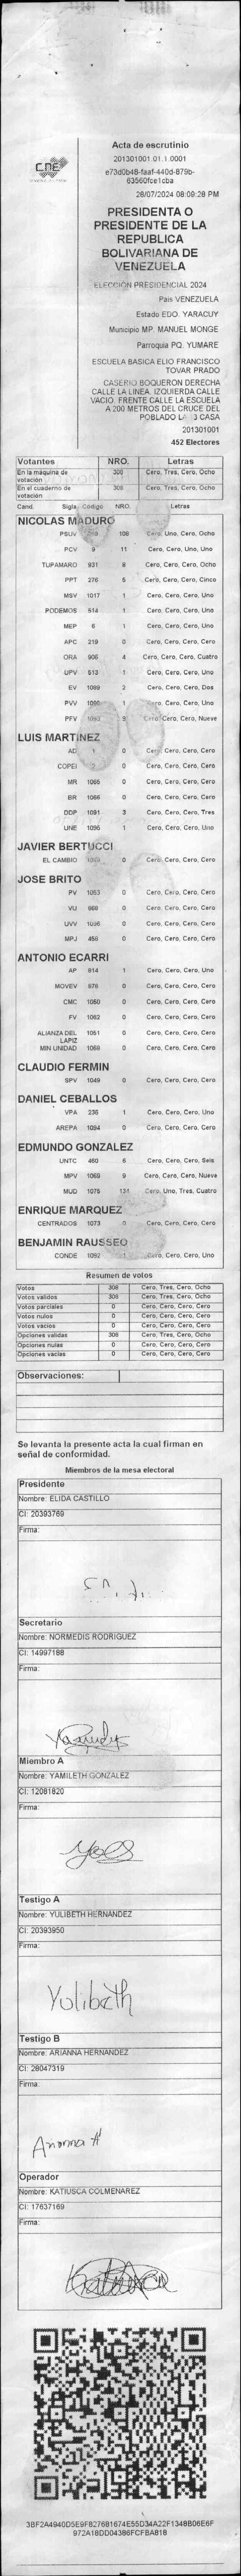 CNE
Acta de escrutinio
201301001.01.1.0001
e73d0b48-faaf-440d-879b-
63560fce1cba
28/07/2024 08:09:28 PM
PRESIDENTA O
PRESIDENTE DE LA
REPUBLICA
BOLIVARIANA DE
VENEZUELA
ELECCIÓN PRESIDENCIAL 2024
Pais VENEZUELA
Estado EDO. YARACUY
Municipio MP. MANUEL MONGE
Parroquia PQ. YUMARE
ESCUELA BASICA ELIO FRANCISCO
TOVAR PRADO
CASERIO BOQUERON DERECHA
CALLE LA LINEA. IZQUIERDA CALLE
VACIO. FRENTE CALLE LA ESCUELA
A 200 METROS DEL CRUCE DEL
POBLADO 3 CASA
201301001
452 Electores
Votantes NRO. Letras
En la máquina de votación 308 Cero, Tres, Cero, Ocho
En el cuaderno de votación 308 Cero, Tres, Cero, Ocho
Cand. Sigla Código NRO. Letras
NICOLAS MADURO
PSUV 108 Cero, Uno, Cero, Ocho
PCV 9 11 Cero, Cero, Uno, Uno
TUPAMARO 931 8 Cero, Cero, Cero, Ocho
PPT 276 5 Cero, Cero, Cero, Cinco
MSV 1017 1 Cero, Cero, Cero, Uno
PODEMOS 514 1 Cero, Cero, Cero, Uno
MEP 6 1 Cero, Cero, Cero, Uno
APC 219 0 Cero, Cero, Cero, Cero
ORA 906 4 Cero, Cero, Cero, Cuatro
UPV 513 1 Cero, Cero, Cero, Uno
EV 1089 2 Cero, Cero, Cero, Dos
PVV 1 Cero, Cero, Cero, Uno
PFV 9 Cero, Cero, Cero, Nueve
LUIS MARTINEZ
AD 1 0 Cero, Cero, Cero, Cero
COPEI 0 Cero, Cero, Cero, Cero
MR 1065 0 Cero, Cero, Cero, Cero
BR 1066 0 Cero, Cero, Cero, Cero
DDP 1091 3 Cero, Cero, Cero, Tres
UNE 1095 1 Cero, Cero, Cero, Uno
JAVIER BERTUCCI
EL CAMBIO 0 Cero, Cero, Cero, Cero
JOSE BRITO
PV 1053 0 Cero, Cero, Cero, Cero
VU 0 Cero, Cero, Cero, Cero
UVV 0 Cero, Cero, Cero, Cero
MPJ 0 Cero, Cero, Cero, Cero
ANTONIO ECARRI
AP 814 1 Cero, Cero, Cero, Uno
MOVEV 0 Cero, Cero, Cero, Cero
CMC 1050 0 Cero, Cero, Cero, Cero
FV 1062 0 Cero, Cero, Cero, Cero
ALIANZA DEL LAPIZ 1051 0 Cero, Cero, Cero, Cero
MIN UNIDAD 1069 0 Cero, Cero, Cero, Cero
CLAUDIO FERMIN
SPV 1049 0 Cero, Cero, Cero, Cero
DANIEL CEBALLOS
VPA 1 Cero, Cero, Cero, Uno
AREPA 1094 0 Cero, Cero, Cero, Cero
EDMUNDO GONZALEZ
UNTC 460 6 Cero, Cero, Cero, Seis
MPV 9 Cero, Cero, Cero, Nueve
MUD 134 Cero, Uno, Tres, Cuatro
ENRIQUE MARQUEZ
CENTRADOS 1073 0 Cero, Cero, Cero, Cero
BENJAMIN RAUSSEO
CONDE 1092 1 Cero, Cero, Cero, Uno
Resumen de votos
Votos 308 Cero, Tres, Cero, Ocho
Votos validos 308 Cero, Tres, Cero, Ocho
Votos parciales 0 Cero, Cero, Cero, Cero
Votos nulos 0 Cero, Cero, Cero, Cero
Votos vacios 0 Cero, Cero, Cero, Cero
Opciones validas 308 Cero, Tres, Cero, Ocho
Opciones nulas 0 Cero, Cero, Cero, Cero
Opciones vacias 0 Cero, Cero, Cero, Cero
Observaciones:
Se levanta la presente acta la cual firman en
señal de conformidad.
Miembros de la mesa electoral
Presidente
Nombre: ELIDA CASTILLO
CI: 20393769
Firma:
Secretario
Nombre: NORMEDIS RODRIGUEZ
CI: 14997188
Firma:
Miembro A
Nombre: YAMILETH GONZALEZ
CI: 12081820
Firma:
Testigo A
Nombre: YULIBETH HERNANDEZ
CI: 20393950
Firma:
Yulibeth
Testigo B
Nombre: ARIANNA HERNANDEZ
CI: 28047319
Firma:
Arianna H
Operador
Nombre: KATIUSCA COLMENAREZ
CI: 17637169
Firma:
3BF2A4940D5E9F827681674E55D34A22F1348B06E6F
972A18DD04386FCFBA818